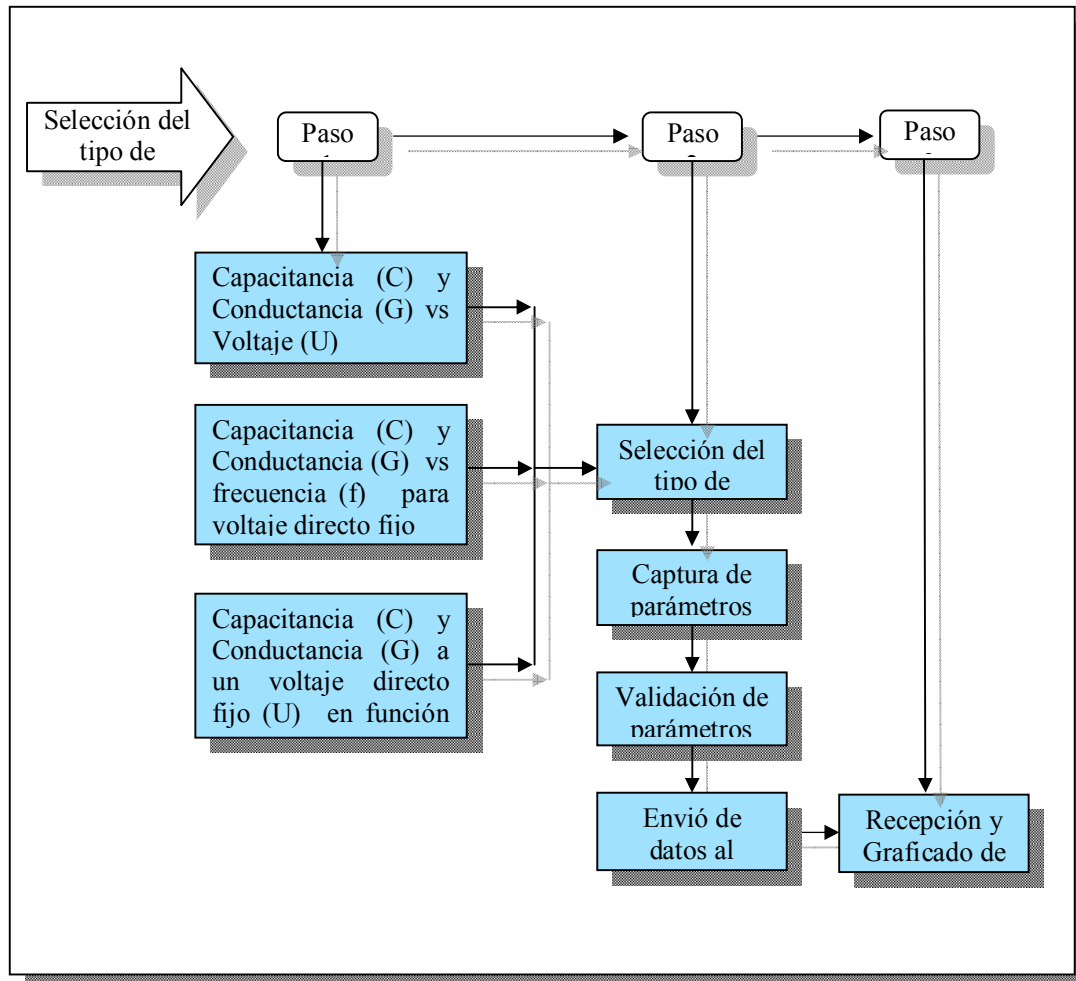 Selección del
tipo de
Paso
Paso
Paso
Capacitancia (C) y
Conductancia (G) vs
Voltaje (U)
Capacitancia (C) y
Conductancia (G) vs
frecuencia (f) para
voltaje directo fijo
Capacitancia (C) y
Conductancia (G) a
un voltaje directo
fijo (U) en función
Selección del
tipo de
Captura de
parámetros
Validación de
parámetros
Envió de
datos al
Recepción y
Graficado de